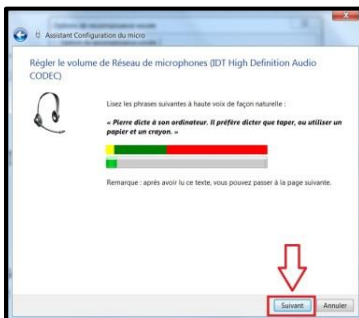 Assistant Configuration du micro
Régler le volume de Réseau de microphones (IDT High Definition Audio
CODEC)
Lisez les phrases suivantes à haute voix de façon naturelle :
« Pierre dicte à son ordinateur. Il préfère dicter que taper, ou utiliser un
papier et un crayon. »
Remarque : après avoir lu ce texte, vous pouvez passer à la page suivante.
Suivant Annuler